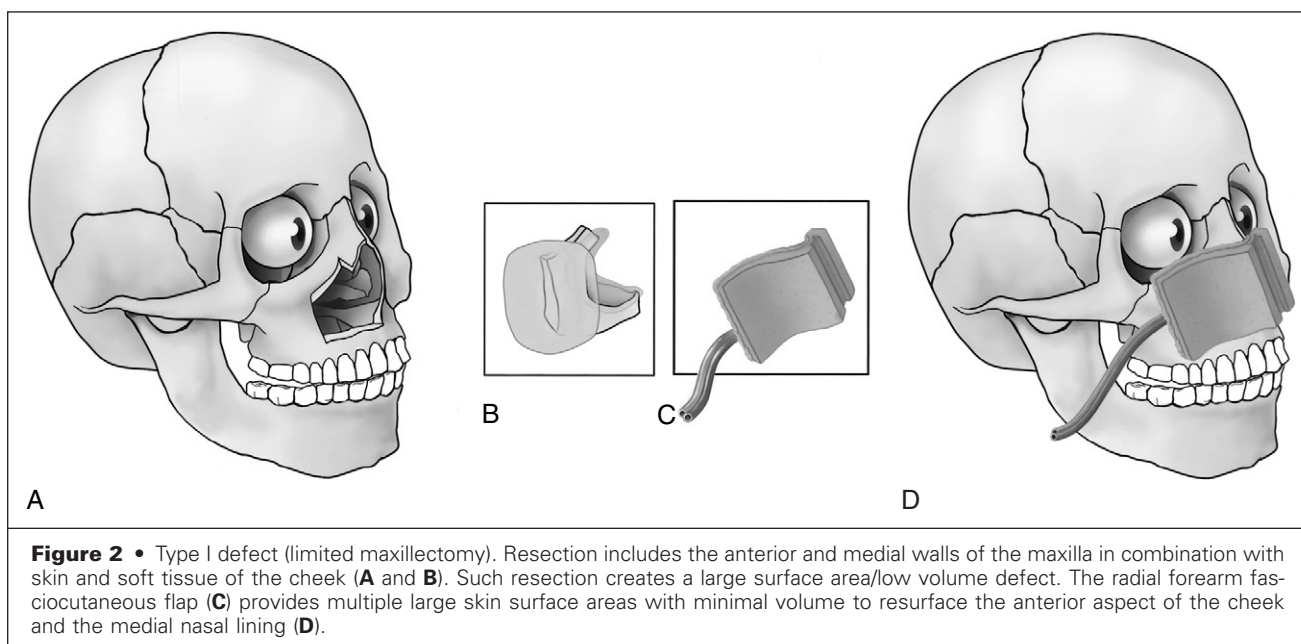 A
B
C
D
Figure 2 • Type I defect (limited maxillectomy). Resection includes the anterior and medial walls of the maxilla in combination with
skin and soft tissue of the cheek (A and B). Such resection creates a large surface area/low volume defect. The radial forearm fas-
ciocutaneous flap (C) provides multiple large skin surface areas with minimal volume to resurface the anterior aspect of the cheek
and the medial nasal lining (D).